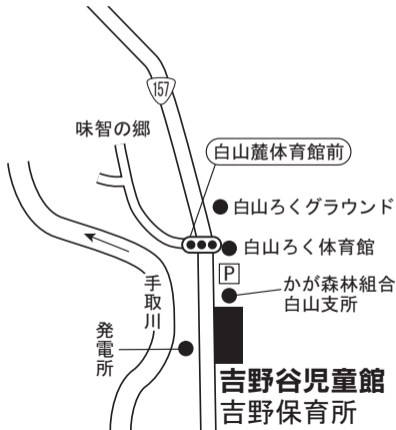 157
味智の郷
白山麓体育館前
白山ろくグラウンド
白山ろく体育館
P
かが森林組合
白山支所
手取川
発電所
吉野谷児童館
吉野保育所